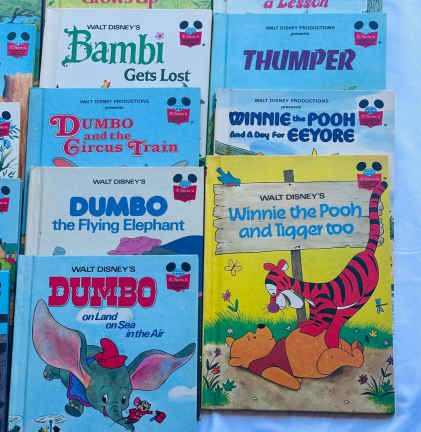 Grows Up
a Lesson
WALT DISNEY'S
Bambi
Gets Lost
WALT DISNEY PRODUCTIONS
presents
THUMPER
WALT DISNEY PRODUCTIONS
presents
DUMBO
and the
Circus Train
WALT DISNEY PRODUCTIONS
presents
WINNIE the POOH
And A Day For EEYORE
WALT DISNEY'S
DUMBO
the Flying Elephant
WALT DISNEY'S
Winnie the Pooh
and Tigger too
WALT DISNEY'S
DUMBO
on Land
on Sea
in the Air